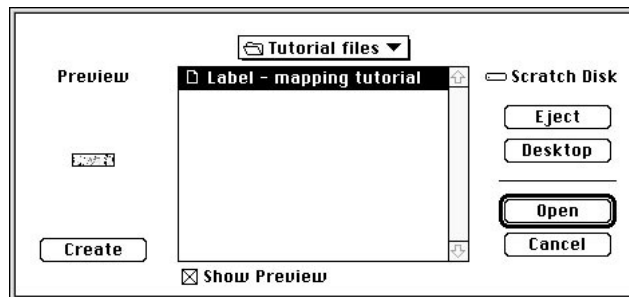 Tutorial files
Preview
Label - mapping tutorial
Scratch Disk
Eject
Desktop
Open
Create
Cancel
Show Preview